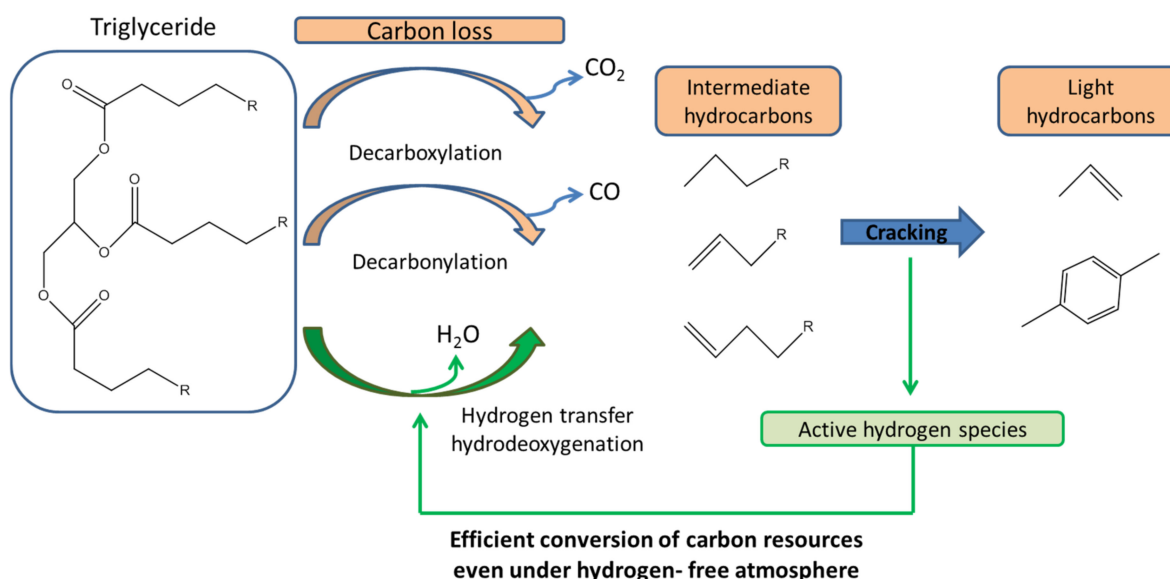 Triglyceride
Carbon loss
CO₂
Decarboxylation
CO
Decarbonylation
H₂O
Hydrogen transfer
hydrodeoxygenation
O
R
O
O
R
O
O
O
R
Intermediate
hydrocarbons
R
R
R
Cracking
Light
hydrocarbons
Active hydrogen species
Efficient conversion of carbon resources
even under hydrogen- free atmosphere